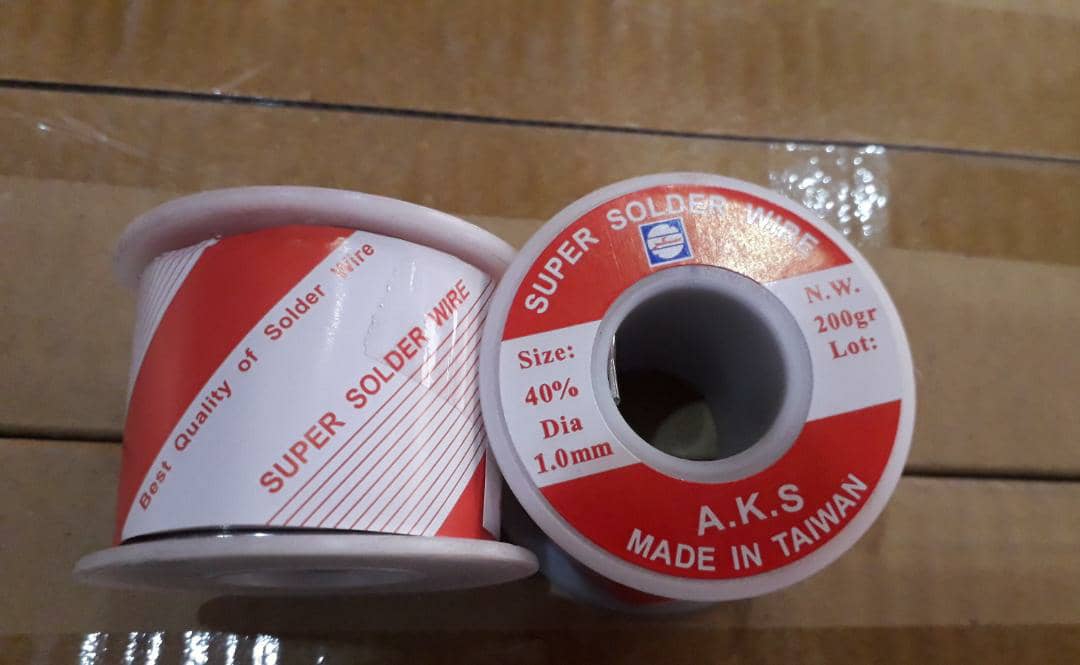 Best Quality of Solder Wire
SUPER SOLDER WIRE
SUPER SOLDER WIRE
Size:
40%
Dia
1.0mm
N.W.
200gr
Lot:
A.K.S
MADE IN TAIWAN